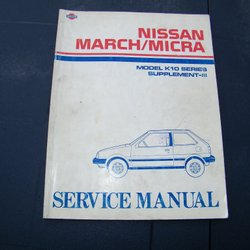 NISSAN
MARCH/MICRA
MODEL K10 SERIES
SUPPLEMENT-III
SERVICE MANUAL